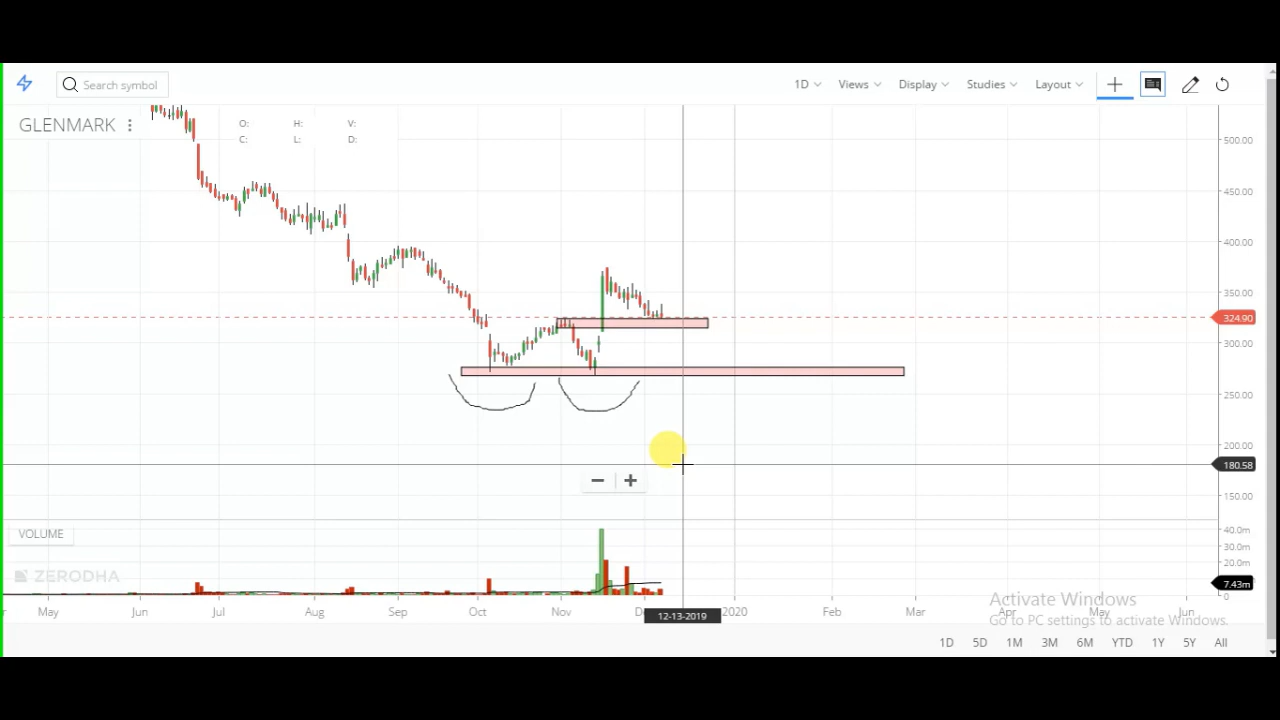 Search symbol
1D Views Display Studies Layout
GLENMARK
O: H: V:
C: L: D:
500.00
450.00
400.00
350.00
324.90
300.00
250.00
200.00
180.58
150.00
VOLUME
40.0m
30.0m
20.0m
7.43m
0
ZERODHA
May Jun Jul Aug Sep Oct Nov 2020 Feb Mar Apr May Jun
12-13-2019
Activate Windows
Go to PC settings to activate Windows.
1D 5D 1M 3M 6M YTD 1Y 5Y All